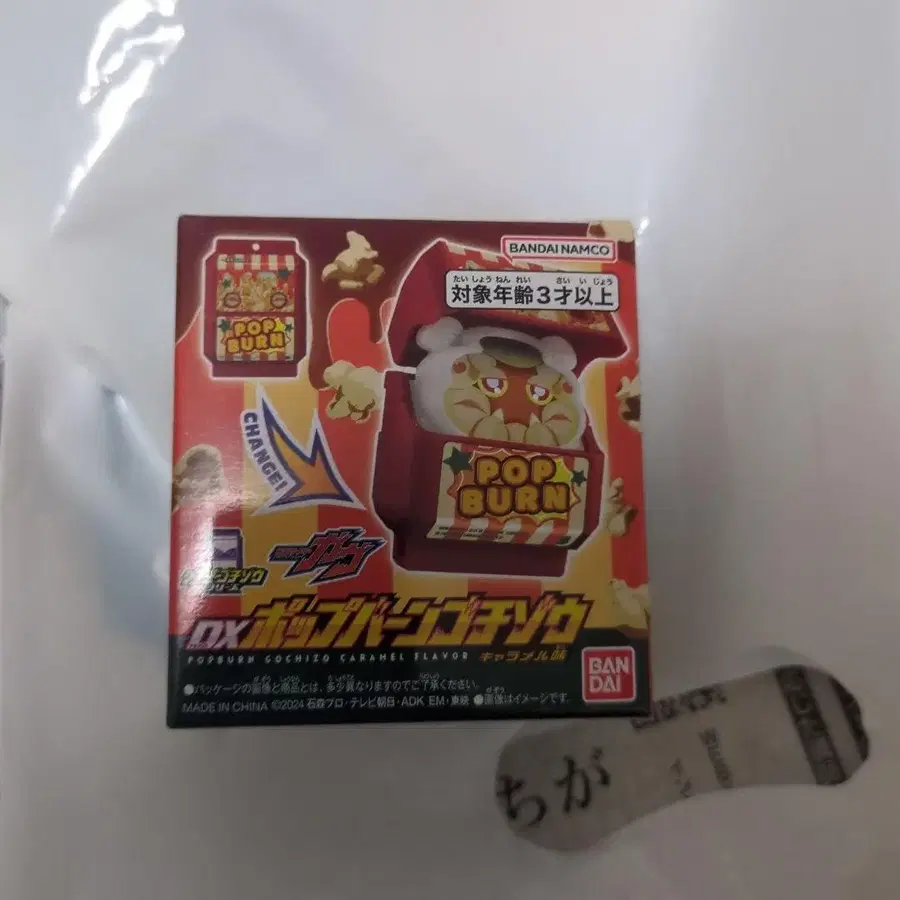 BANDAI NAMCO
たいしょうねんれい さいいじょう
対象年齢3才以上
POP
BURN
CHANGE!
POP
BURN
ガヴ
DXポップバーンゴチゾウ
POPBURN GOCHIZO CARAMEL FLAVOR キャラメル味
BAN
DAI
●パッケージの画像と商品とは、多少異なりますのでご了承ください。
MADE IN CHINA ©2024 石森プロ・テレビ朝日・ADK EM・東映 ●画像はイメージです。
ちが